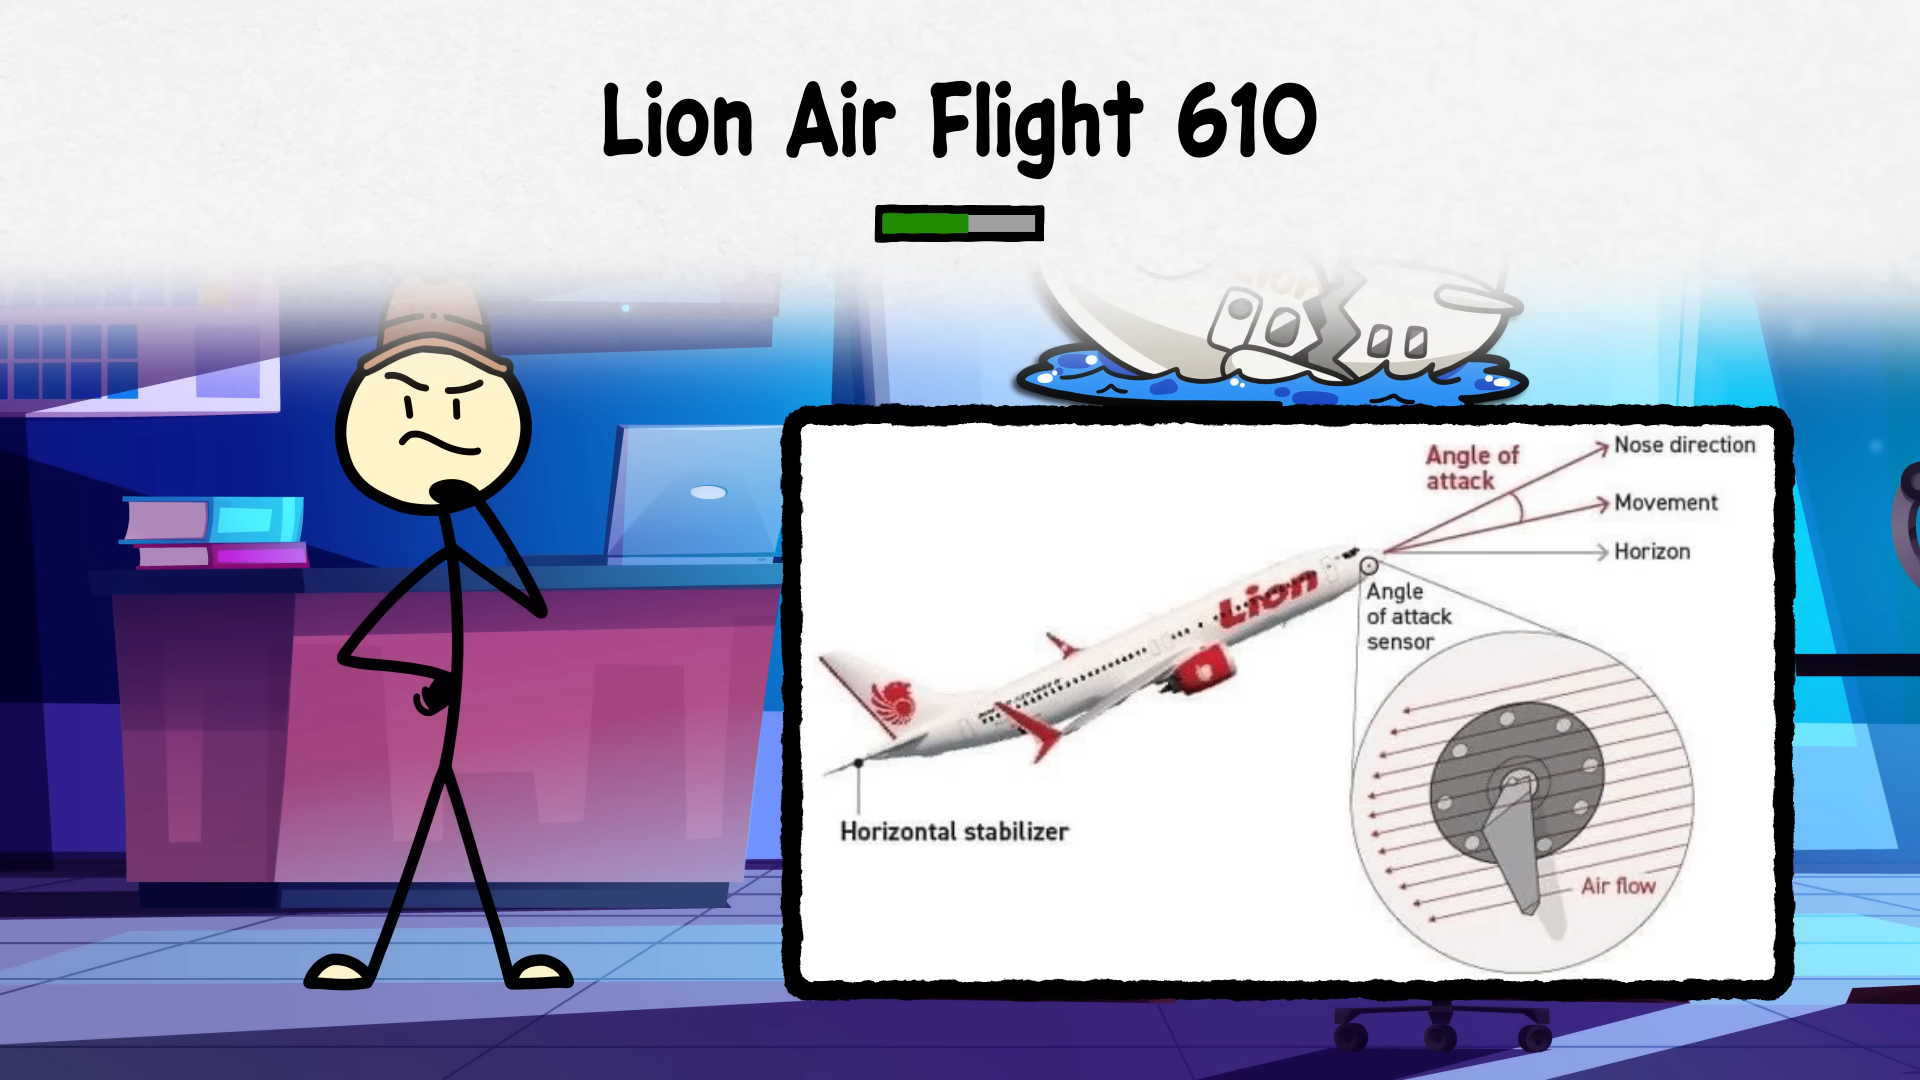 Lion Air Flight 610
Angle of
attack
Nose direction
Movement
Horizon
Lion
Angle
of attack
sensor
Horizontal stabilizer
Air flow